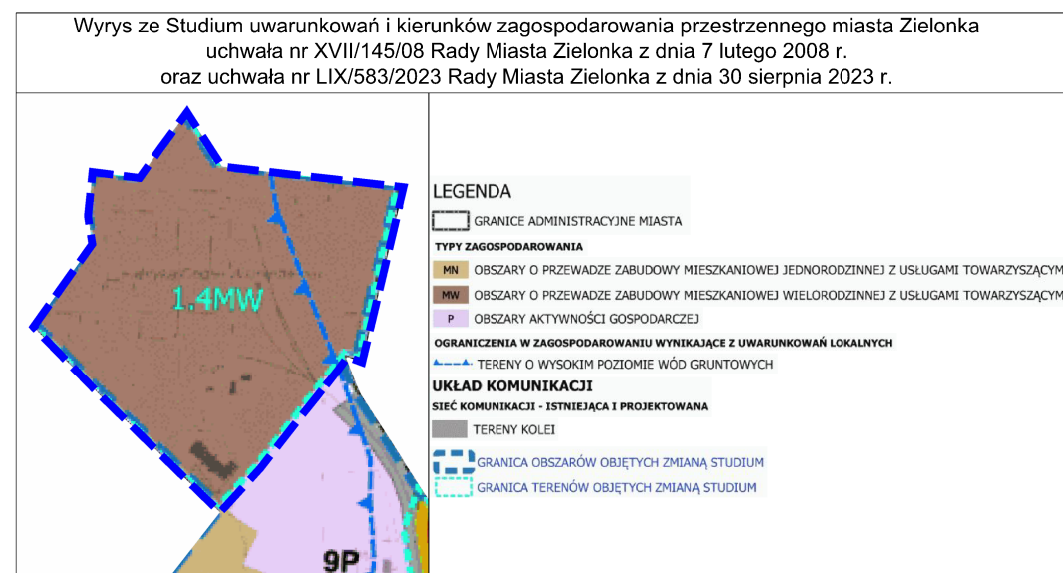 Wyrys ze Studium uwarunkowań i kierunków zagospodarowania przestrzennego miasta Zielonka
uchwała nr XVII/145/08 Rady Miasta Zielonka z dnia 7 lutego 2008 r.
oraz uchwała nr LIX/583/2023 Rady Miasta Zielonka z dnia 30 sierpnia 2023 r.
1.4MW
9P
LEGENDA
GRANICE ADMINISTRACYJNE MIASTA
TYPY ZAGOSPODAROWANIA
MN OBSZARY O PRZEWADZE ZABUDOWY MIESZKANIOWEJ JEDNORODZINNEJ Z USŁUGAMI TOWARZYSZĄCYM
MW OBSZARY O PRZEWADZE ZABUDOWY MIESZKANIOWEJ WIELORODZINNEJ Z USŁUGAMI TOWARZYSZĄCYM
P OBSZARY AKTYWNOŚCI GOSPODARCZEJ
OGRANICZENIA W ZAGOSPODAROWANIU WYNIKAJĄCE Z UWARUNKOWAŃ LOKALNYCH
TERENY O WYSOKIM POZIOMIE WÓD GRUNTOWYCH
UKŁAD KOMUNIKACJI
SIEĆ KOMUNIKACJI - ISTNIEJĄCA I PROJEKTOWANA
TERENY KOLEI
GRANICA OBSZARÓW OBJĘTYCH ZMIANĄ STUDIUM
GRANICA TERENÓW OBJĘTYCH ZMIANĄ STUDIUM